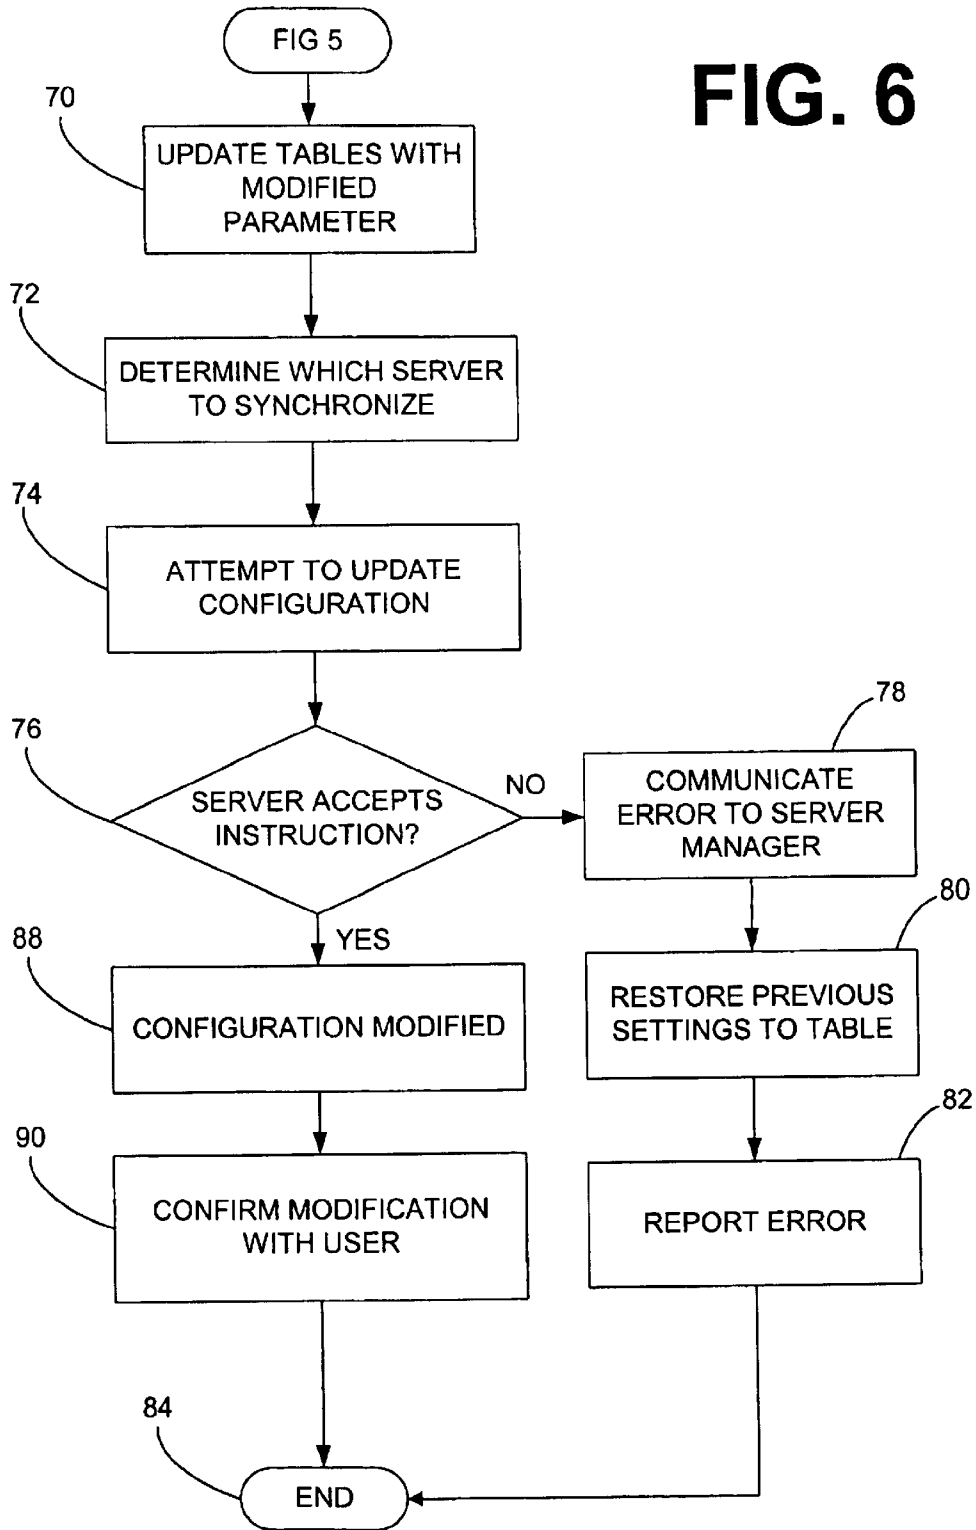 FIG 5
FIG. 6
70
UPDATE TABLES WITH
MODIFIED
PARAMETER
72
DETERMINE WHICH SERVER
TO SYNCHRONIZE
74
ATTEMPT TO UPDATE
CONFIGURATION
76
SERVER ACCEPTS
INSTRUCTION?
NO
78
COMMUNICATE
ERROR TO SERVER
MANAGER
YES
80
RESTORE PREVIOUS
SETTINGS TO TABLE
88
CONFIGURATION MODIFIED
82
REPORT ERROR
90
CONFIRM MODIFICATION
WITH USER
84
END